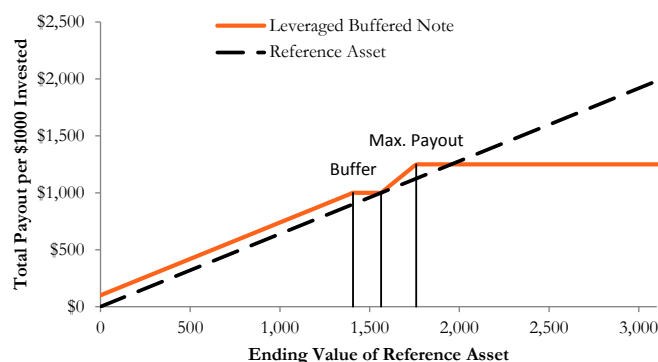 $2,500
Leveraged Buffered Note
Reference Asset
$2,000
$1,500
Max. Payout
Buffer
$1,000
$500
$0
0
500
1,000
1,500
2,000
2,500
3,000
Total Payout per $1000 Invested
Ending Value of Reference Asset